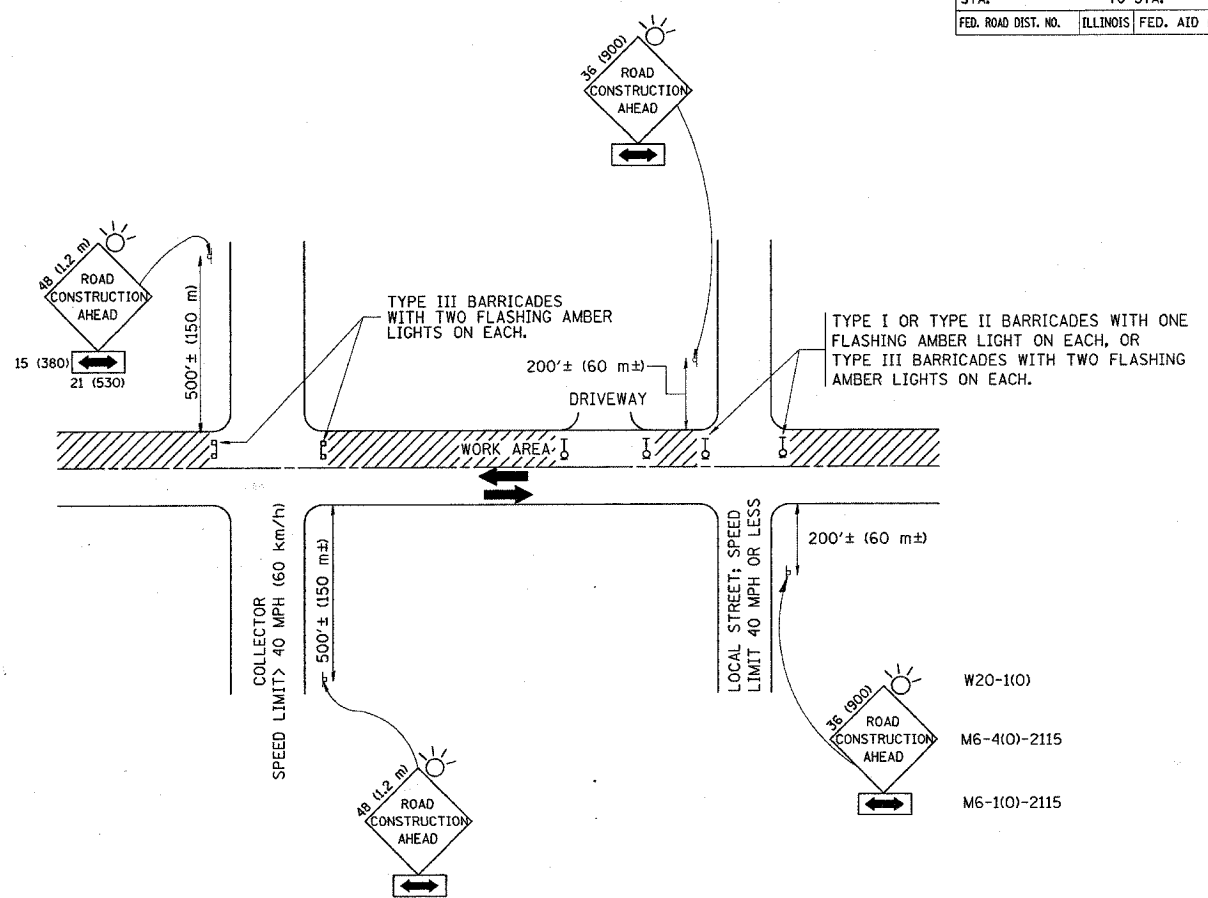 TO STA.
FED. ROAD DIST. NO. ILLINOIS FED. AID
36 (900)
ROAD
CONSTRUCTION
AHEAD
48 (1.2 m)
ROAD
CONSTRUCTION
AHEAD
15 (380)
21 (530)
500'± (150 m)
TYPE III BARRICADES
WITH TWO FLASHING AMBER
LIGHTS ON EACH.
200'± (60 m±)
DRIVEWAY
TYPE I OR TYPE II BARRICADES WITH ONE
FLASHING AMBER LIGHT ON EACH, OR
TYPE III BARRICADES WITH TWO FLASHING
AMBER LIGHTS ON EACH.
WORK AREA
COLLECTOR
SPEED LIMIT> 40 MPH (60 km/h)
500'± (150 m±)
LOCAL STREET; SPEED
LIMIT 40 MPH OR LESS
200'± (60 m±)
36 (900)
ROAD
CONSTRUCTION
AHEAD
W20-1(O)
M6-4(O)-2115
M6-1(O)-2115
48 (1.2 m)
ROAD
CONSTRUCTION
AHEAD